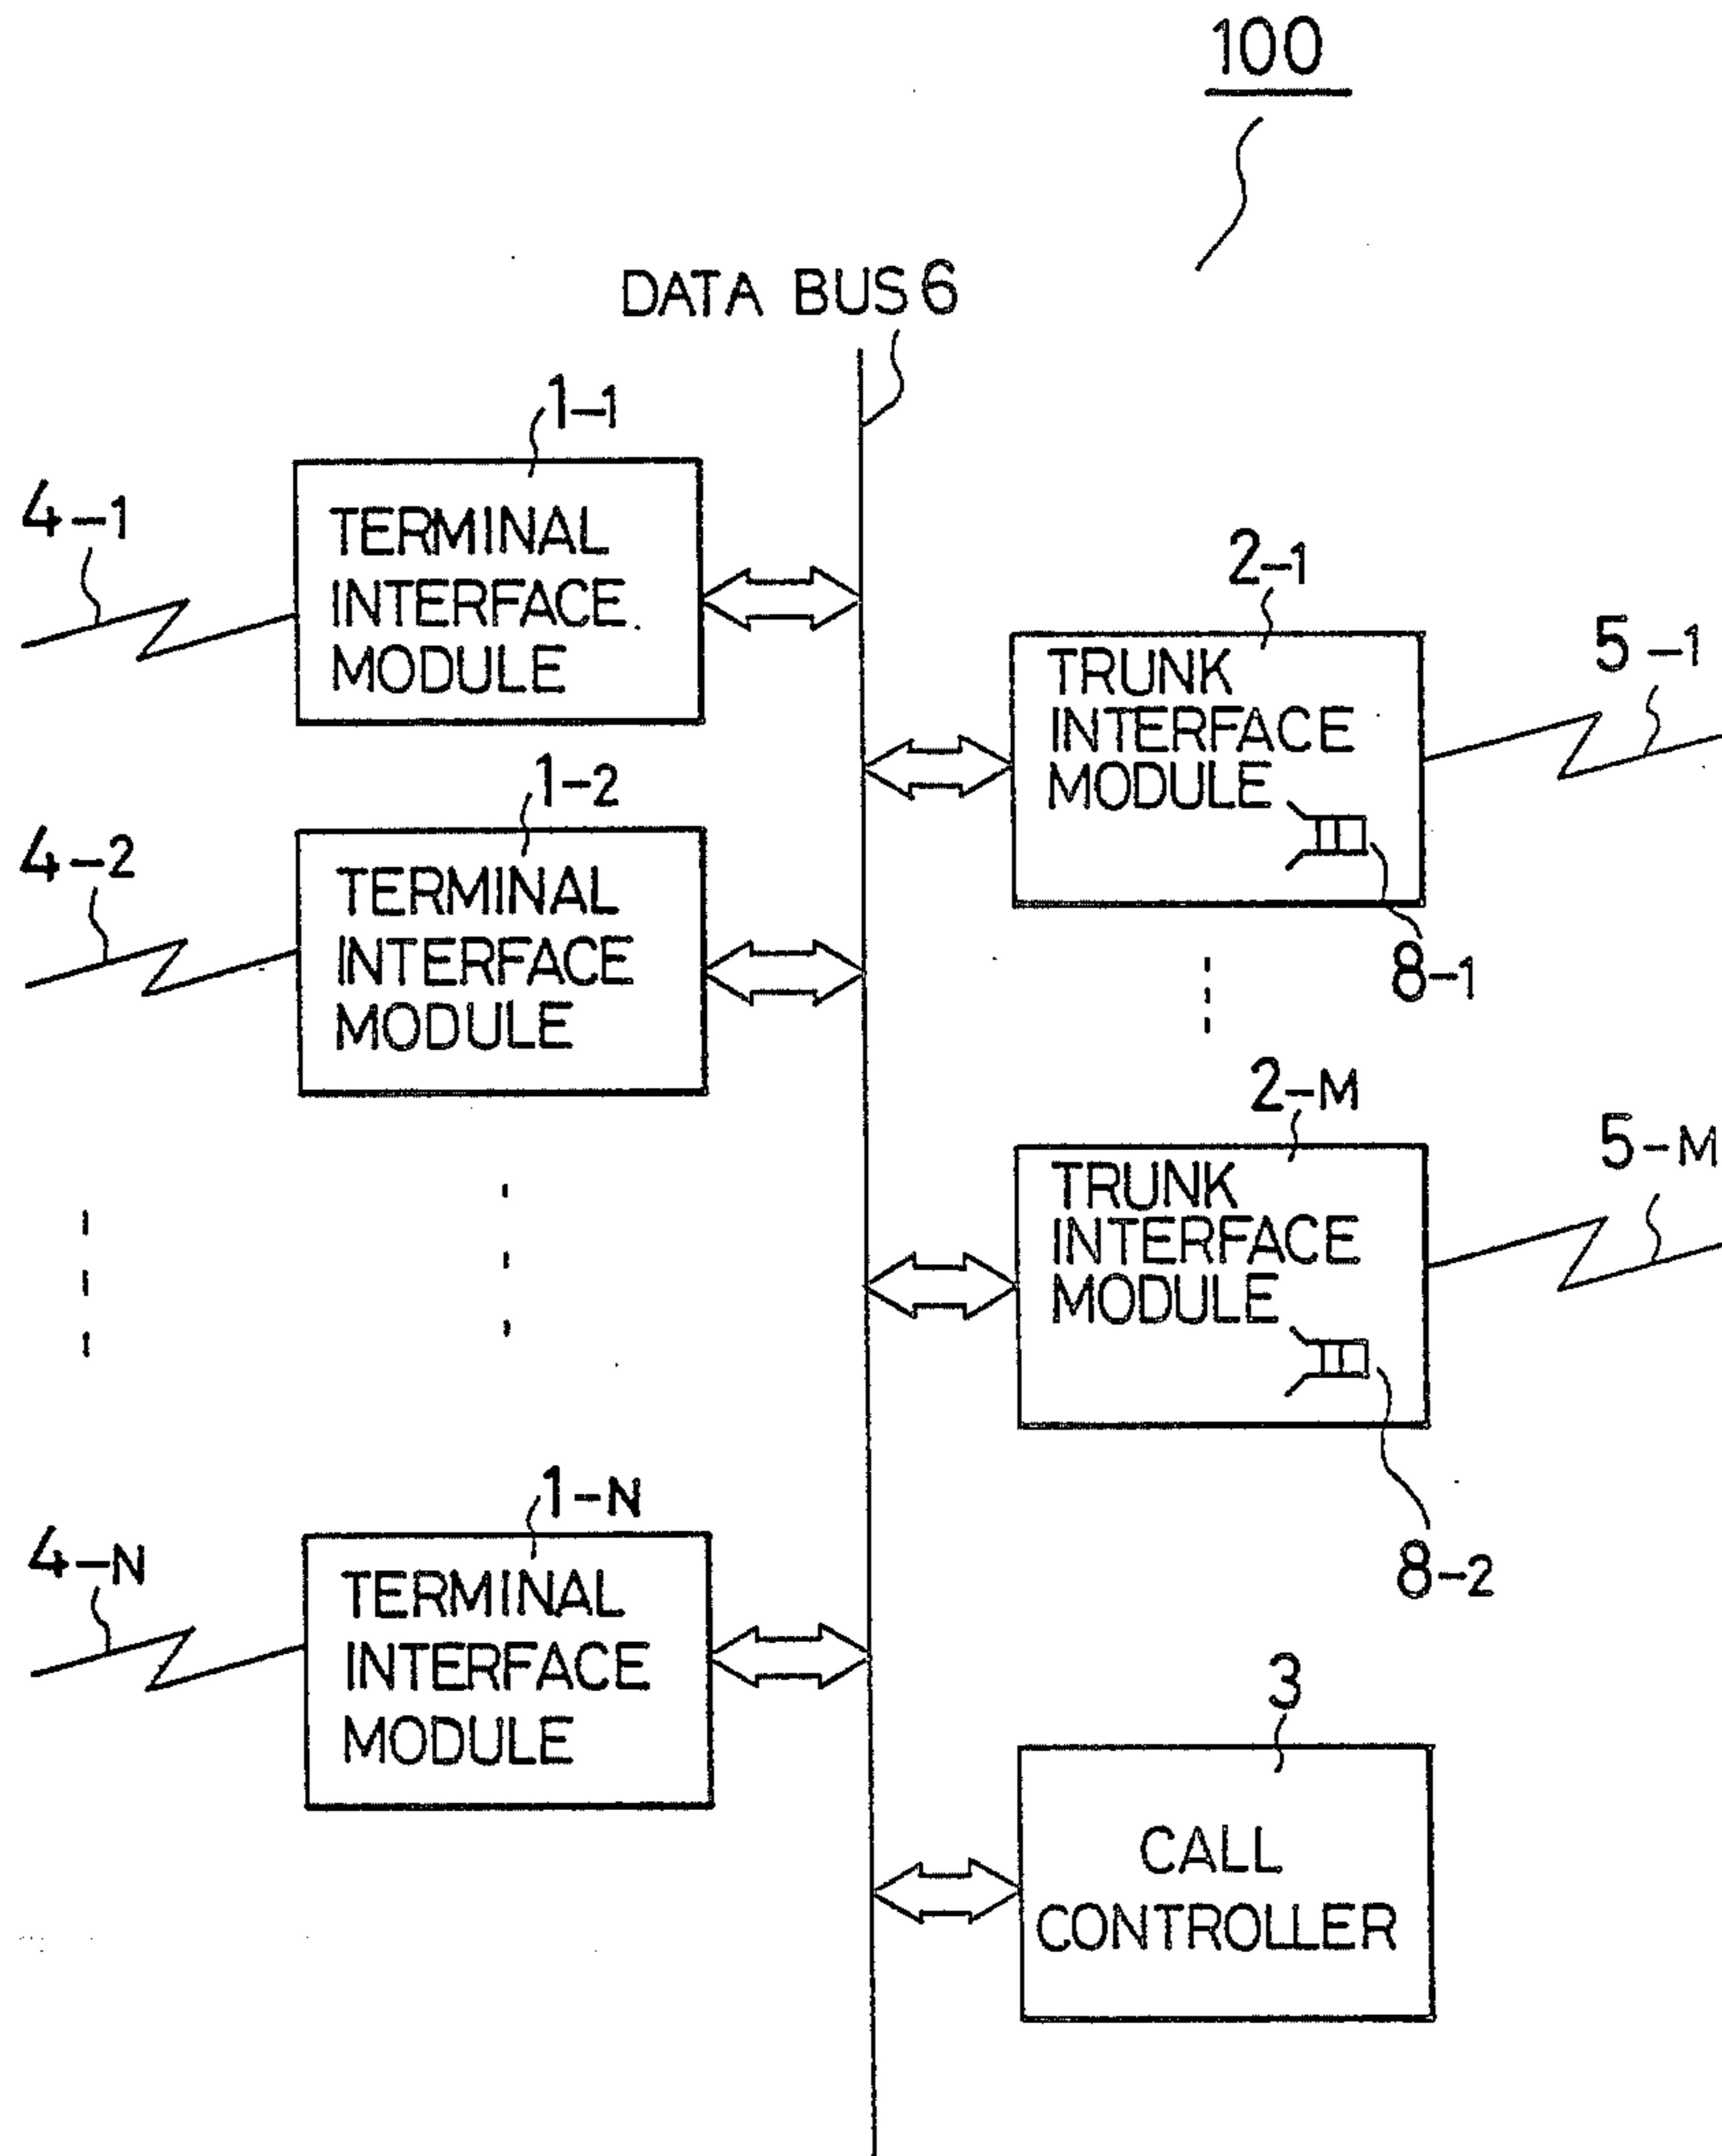 100
DATA BUS 6
1-1
4-1
TERMINAL
INTERFACE
MODULE
2-1
5-1
TRUNK
INTERFACE
MODULE
8-1
1-2
4-2
TERMINAL
INTERFACE
MODULE
2-M
5-M
TRUNK
INTERFACE
MODULE
8-2
1-N
4-N
TERMINAL
INTERFACE
MODULE
3
CALL
CONTROLLER